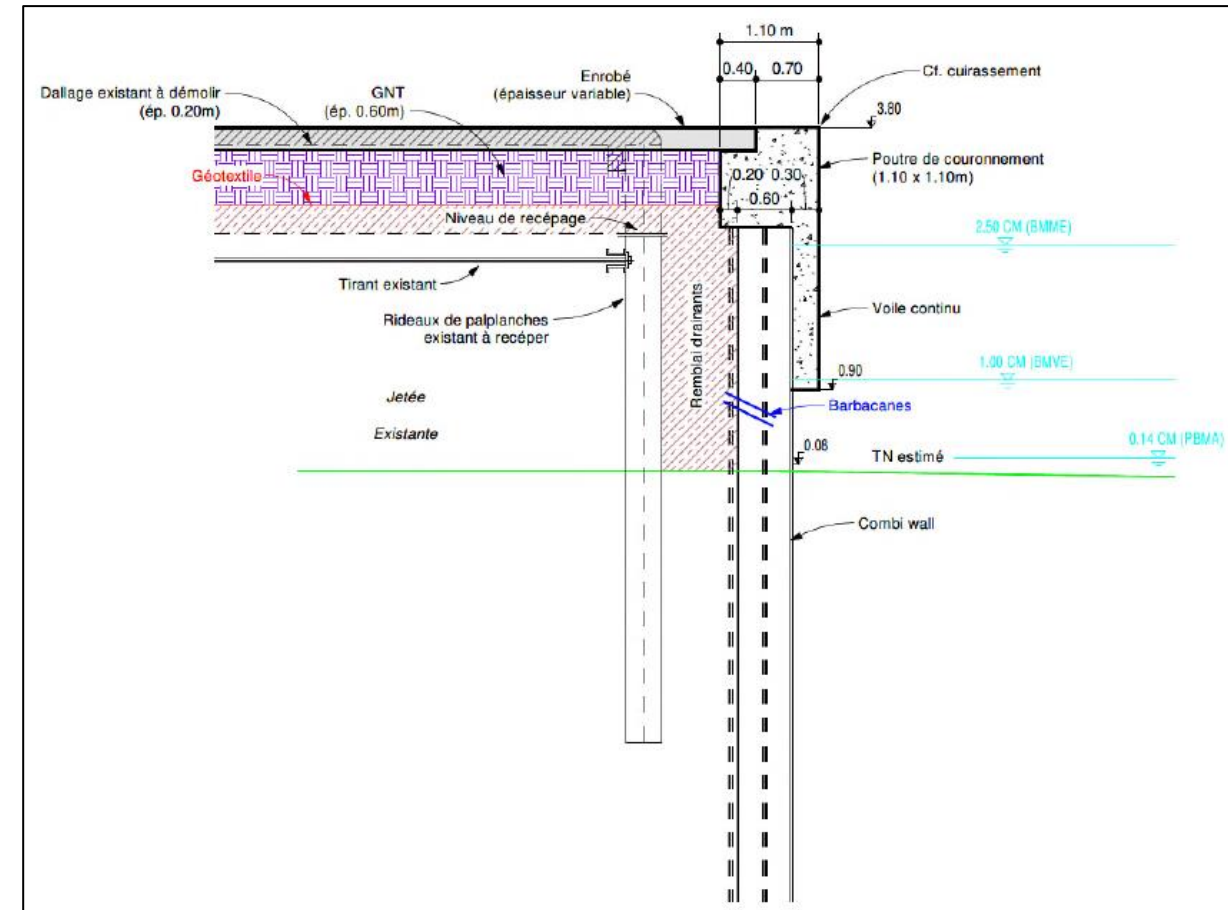 1.10 m
0.40 0.70
Cf. cuirassement
Enrobé
(épaisseur variable)
Dallage existant à démolir
(ép. 0.20m)
GNT
(ép. 0.60m)
3.80
Poutre de couronnement
(1.10 x 1.10m)
Géotextile
0.20 0.30
0.60
Niveau de recépage
2.50 CM (BMME)
Tirant existant
Rideaux de palplanches
existant à recéper
Remblai drainants
Voile continu
1.00 CM (BMVE)
0.90
Jetée
Existante
Barbacanes
0.14 CM (PBMA)
0.08
TN estimé
Combi wall